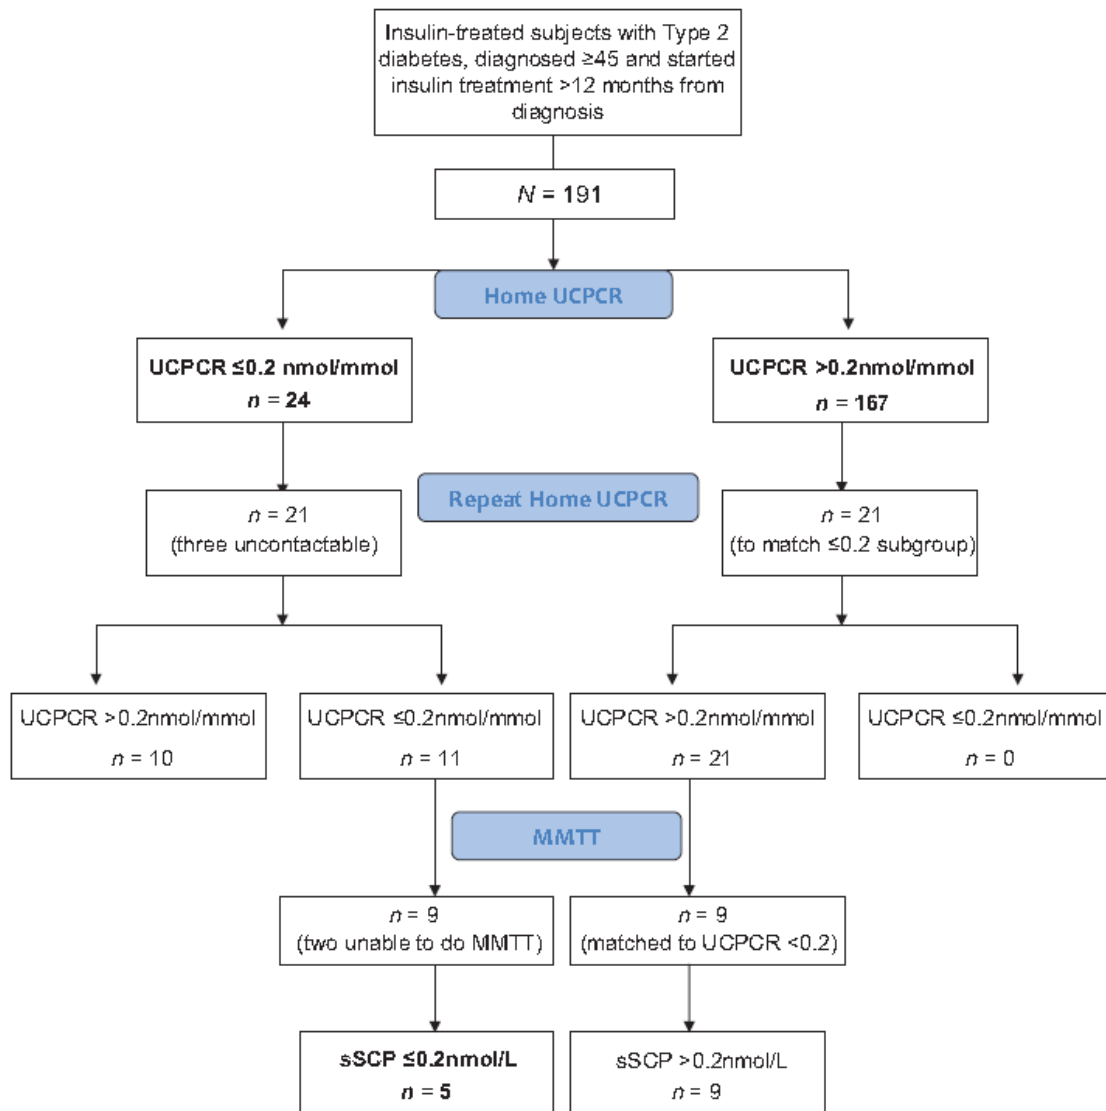 Insulin-treated subjects with Type 2
diabetes, diagnosed ≥45 and started
insulin treatment >12 months from
diagnosis
N = 191
Home UCPCR
UCPCR ≤0.2 nmol/mmol
n = 24
UCPCR >0.2nmol/mmol
n = 167
Repeat Home UCPCR
n = 21
(three uncontactable)
n = 21
(to match ≤0.2 subgroup)
UCPCR >0.2nmol/mmol
n = 10
UCPCR ≤0.2nmol/mmol
n = 11
UCPCR >0.2nmol/mmol
n = 21
UCPCR ≤0.2nmol/mmol
n = 0
MMTT
n = 9
(two unable to do MMTT)
n = 9
(matched to UCPCR <0.2)
sSCP ≤0.2nmol/L
n = 5
sSCP >0.2nmol/L
n = 9